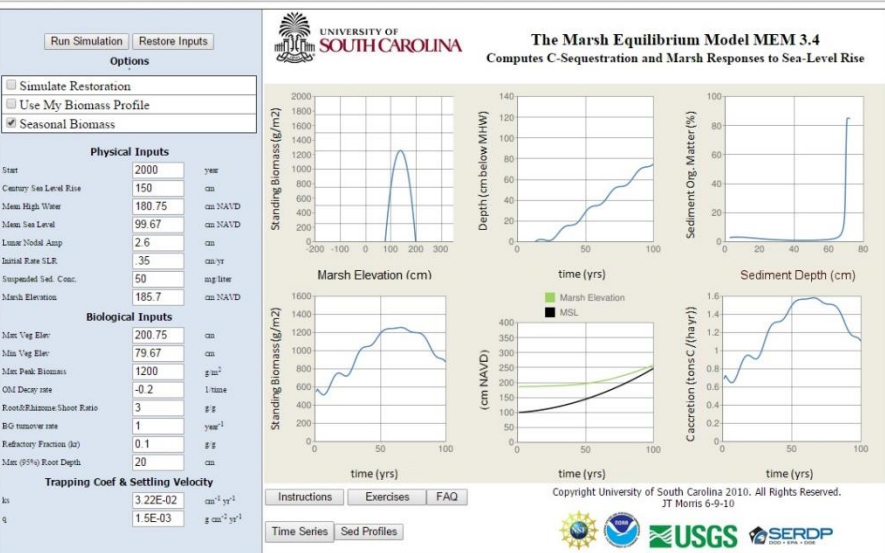 Run Simulation Restore Inputs
Options
Simulate Restoration
Use My Biomass Profile
Seasonal Biomass
Physical Inputs
Start 2000 year
Century Sea Level Rise 150 cm
Mean High Water 180.75 cm NAVD
Mean Sea Level 99.67 cm NAVD
Lunar Nodal Amp 2.6 cm
Initial Rate SLR .35 cm/yr
Suspended Sed. Conc. 50 mg/liter
Marsh Elevation 185.7 cm NAVD
Biological Inputs
Max Veg Elev 200.75 cm
Min Veg Elev 79.67 cm
Max Peak Biomass 1200 g/m²
OM Decay rate -0.2 1/time
Root&Rhizome:Shoot Ratio 3 g/g
BG turnover rate 1 year⁻¹
Refractory Fraction (kr) 0.1 g/g
Max (95%) Root Depth 20 cm
Trapping Coef & Settling Velocity
ks 3.22E-02 cm⁻¹ yr⁻¹
q 1.5E-03 g cm⁻² yr⁻¹
UNIVERSITY OF
SOUTH CAROLINA
The Marsh Equilibrium Model MEM 3.4
Computes C-Sequestration and Marsh Responses to Sea-Level Rise
Standing Biomass (g/m2)
2000
1800
1600
1400
1200
1000
800
600
400
200
0
-200 -100 0 100 200 300
Marsh Elevation (cm)
Depth (cm below MHW)
140
120
100
80
60
40
20
0
0 50 100
time (yrs)
Sediment Org. Matter (%)
100
80
60
40
20
0
0 20 40 60 80
Sediment Depth (cm)
Standing Biomass (g/m2)
1600
1400
1200
1000
800
600
400
200
0
0 50 100
time (yrs)
Marsh Elevation
MSL
(cm NAVD)
400
350
300
250
200
150
100
50
0
0 50 100
time (yrs)
C accretion (tons C /(ha yr))
1.6
1.4
1.2
1
0.8
0.6
0.4
0.2
0
0 50 100
time (yrs)
Instructions Exercises FAQ
Time Series Sed Profiles
Copyright University of South Carolina 2010. All Rights Reserved.
JT Morris 6-9-10
NOAA
USGS
SERDP
DOD • EPA • DOE